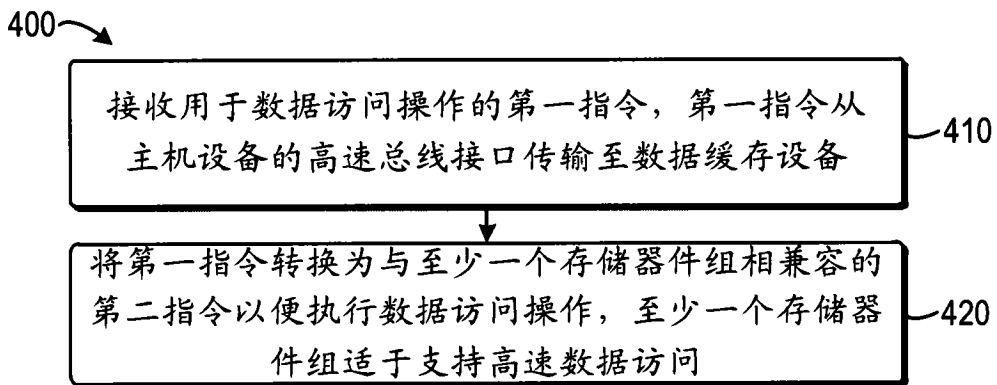 400
接收用于数据访问操作的第一指令，第一指令从
主机设备的高速总线接口传输至数据缓存设备
410
将第一指令转换为与至少一个存储器件组相兼容的
第二指令以便执行数据访问操作，至少一个存储器
件组适于支持高速数据访问
420